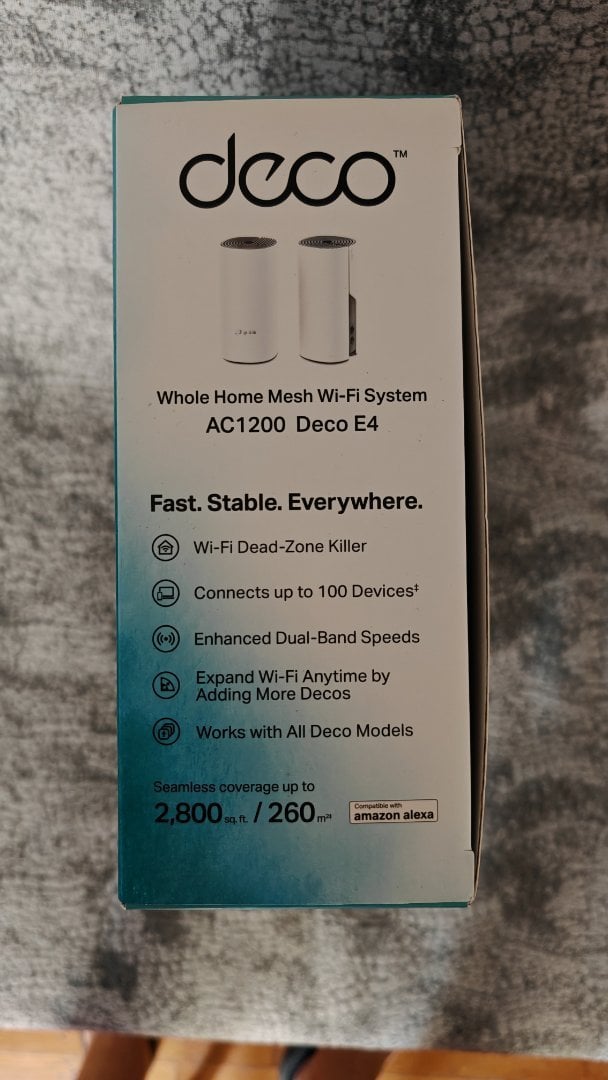 deco™
Whole Home Mesh Wi-Fi System
AC1200 Deco E4
Fast. Stable. Everywhere.
Wi-Fi Dead-Zone Killer
Connects up to 100 Devices‡
Enhanced Dual-Band Speeds
Expand Wi-Fi Anytime by
Adding More Decos
Works with All Deco Models
Seamless coverage up to
2,800 sq. ft. / 260 m²
Compatible with
amazon alexa